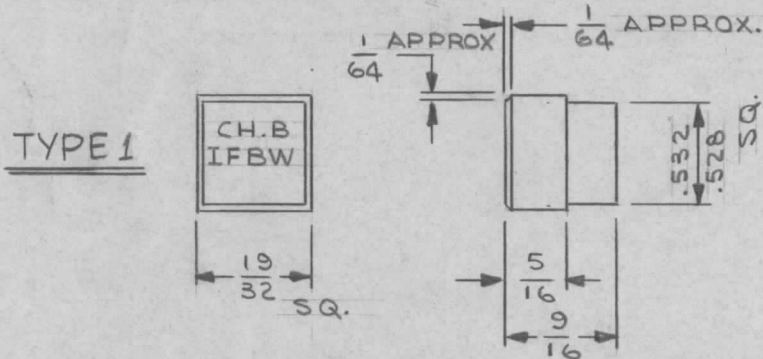 1/64 APPROX
1/64 APPROX.
TYPE 1
CH.B
IFBW
.532
.528
SQ.
19/32
SQ.
5/16
9/16